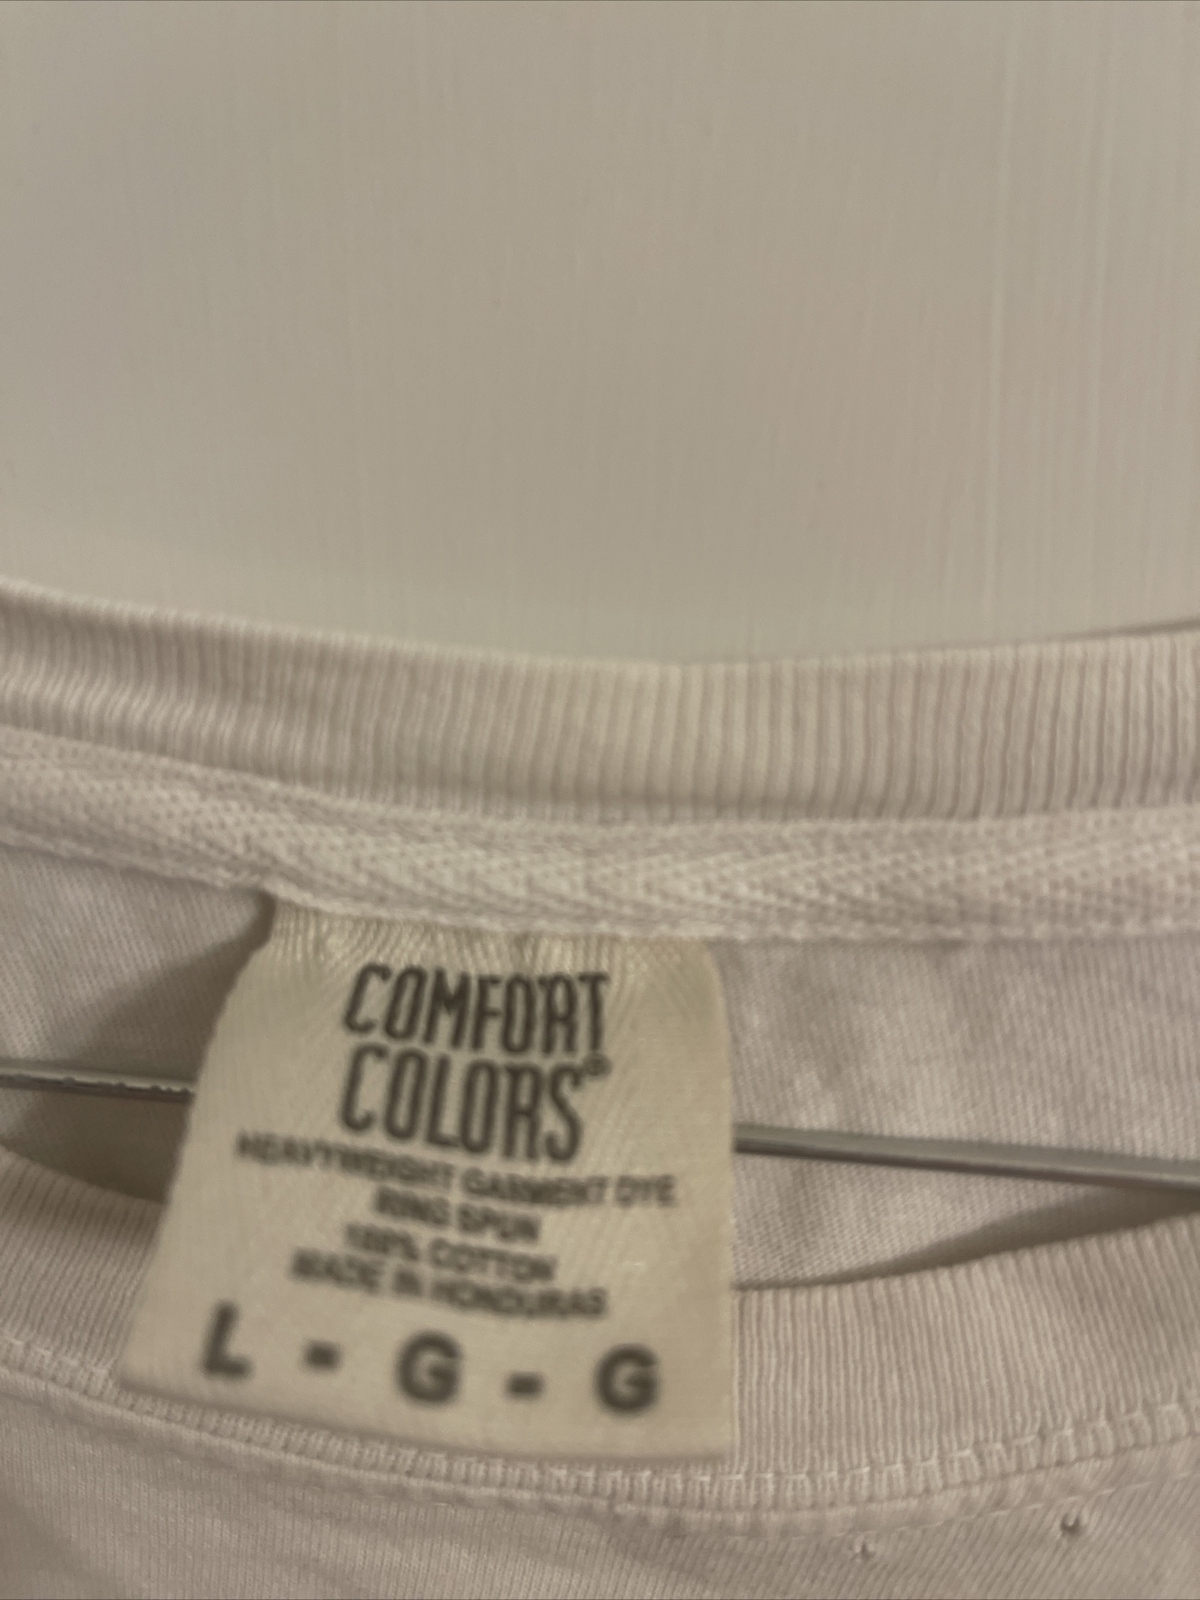 COMFORT
COLORS®
HEAVYWEIGHT GARMENT DYE
RING SPUN
100% COTTON
MADE IN HONDURAS
L - G - G